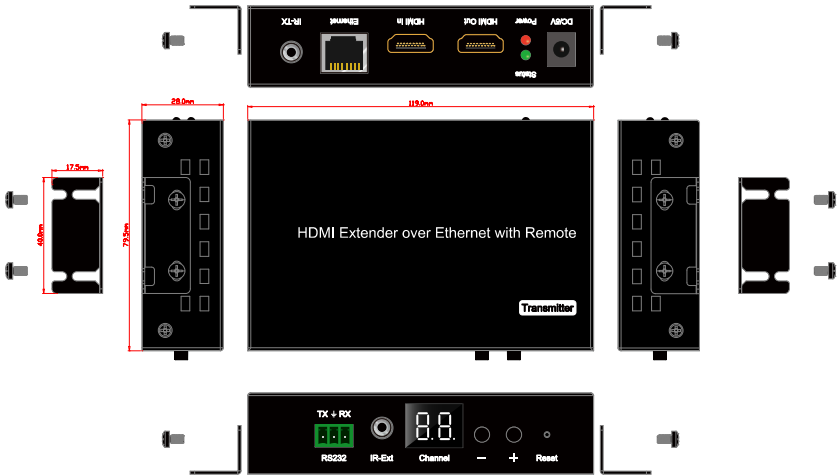 IR-TX Ethernet HDMI In HDMI Out Power DC/5V
Status
28.0mm
119.0mm
17.5mm
40.0mm
79.5mm
HDMI Extender over Ethernet with Remote
Transmitter
TX ⏚ RX
88
RS232 IR-Ext Channel − + Reset